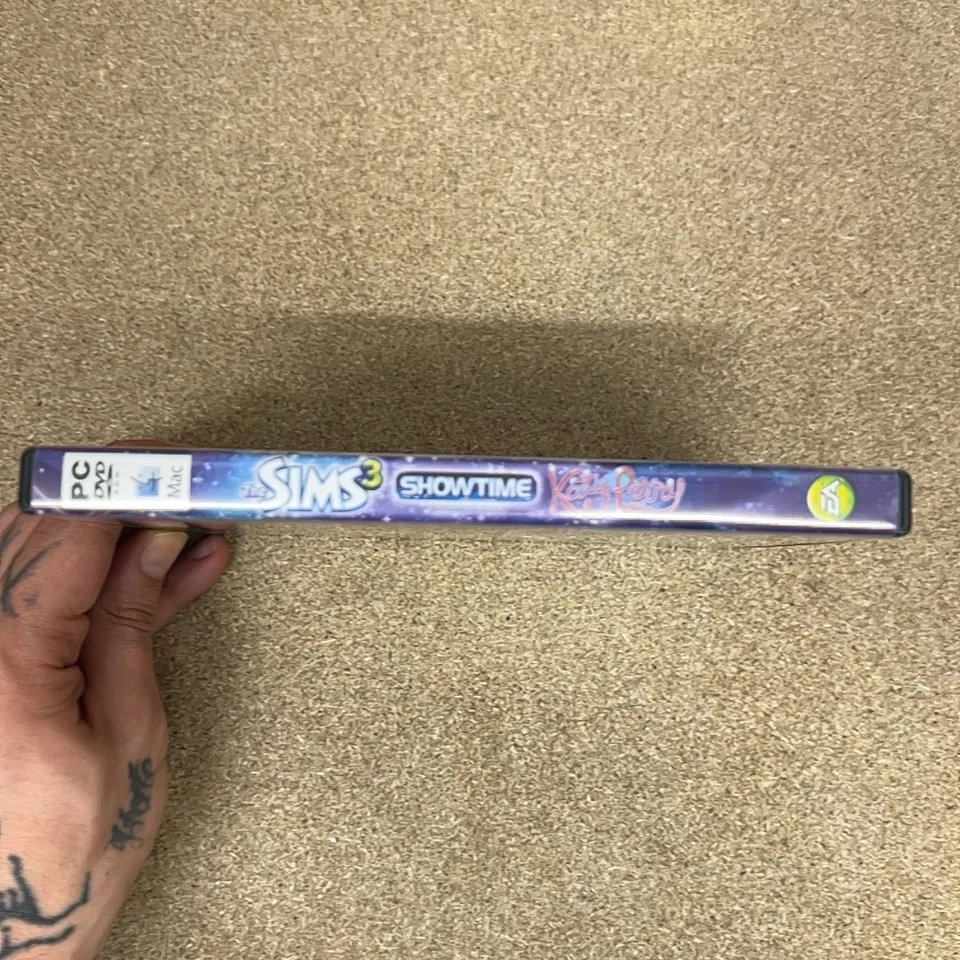 PC
DVD
Mac
The SIMS 3
SHOWTIME
Katy Perry
EA